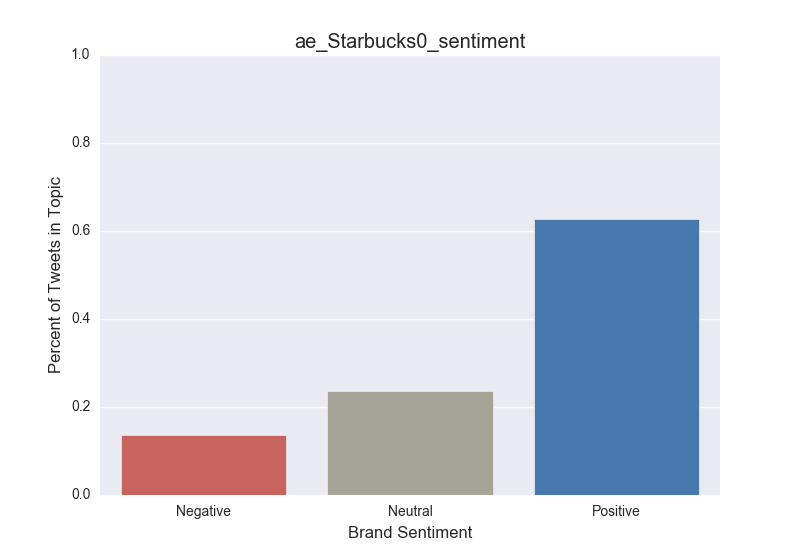 ae_Starbucks0_sentiment
1.0
0.8
0.6
0.4
0.2
0.0
Percent of Tweets in Topic
Negative Neutral Positive
Brand Sentiment